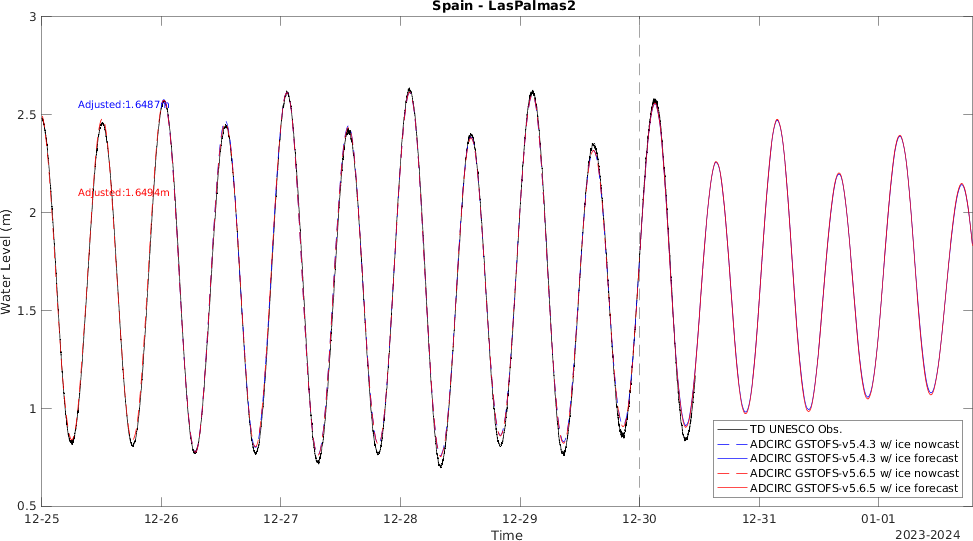 Spain - LasPalmas2
3
2.5
2
1.5
1
0.5
Water Level (m)
Adjusted:1.6487m
Adjusted:1.6494m
TD UNESCO Obs.
ADCIRC GSTOFS-v5.4.3 w/ ice nowcast
ADCIRC GSTOFS-v5.4.3 w/ ice forecast
ADCIRC GSTOFS-v5.6.5 w/ ice nowcast
ADCIRC GSTOFS-v5.6.5 w/ ice forecast
12-25 12-26 12-27 12-28 12-29 12-30 12-31 01-01
Time
2023-2024